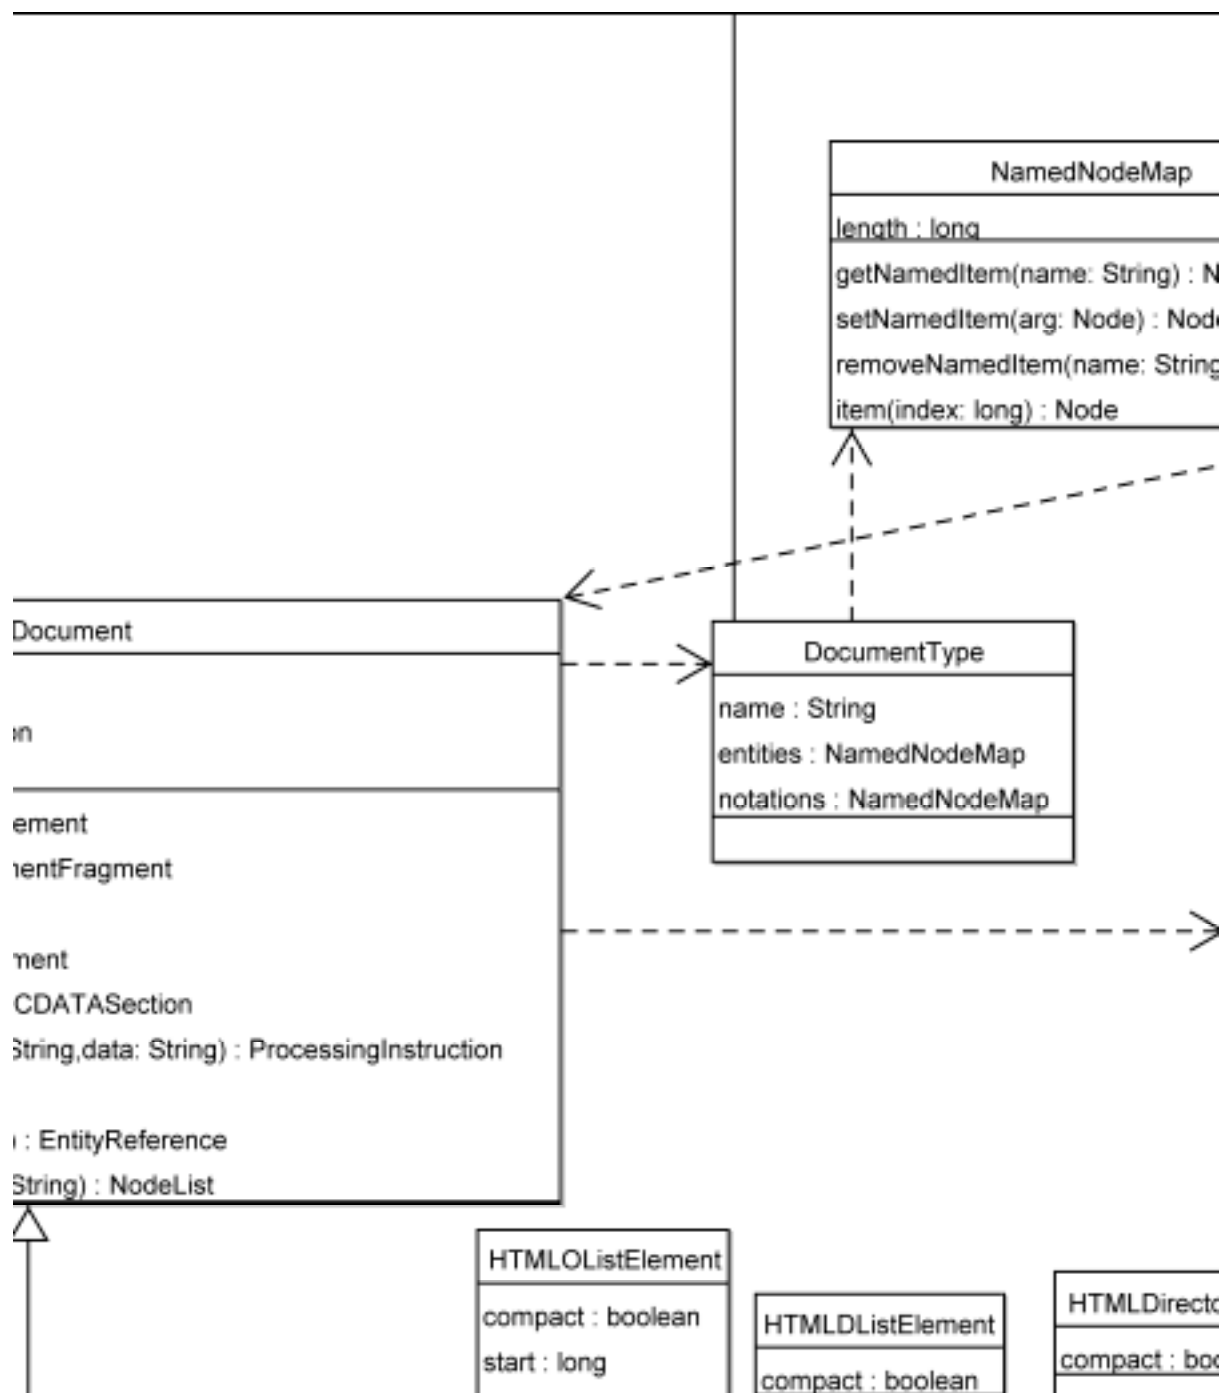 NamedNodeMap
length : long
getNamedItem(name: String) : N
setNamedItem(arg: Node) : Node
removeNamedItem(name: String
item(index: long) : Node
Document
on
ement
mentFragment
ment
CDATASection
String,data: String) : ProcessingInstruction
) : EntityReference
String) : NodeList
DocumentType
name : String
entities : NamedNodeMap
notations : NamedNodeMap
HTMLOListElement
compact : boolean
start : long
HTMLDListElement
compact : boolean
HTMLDirecto
compact : boo